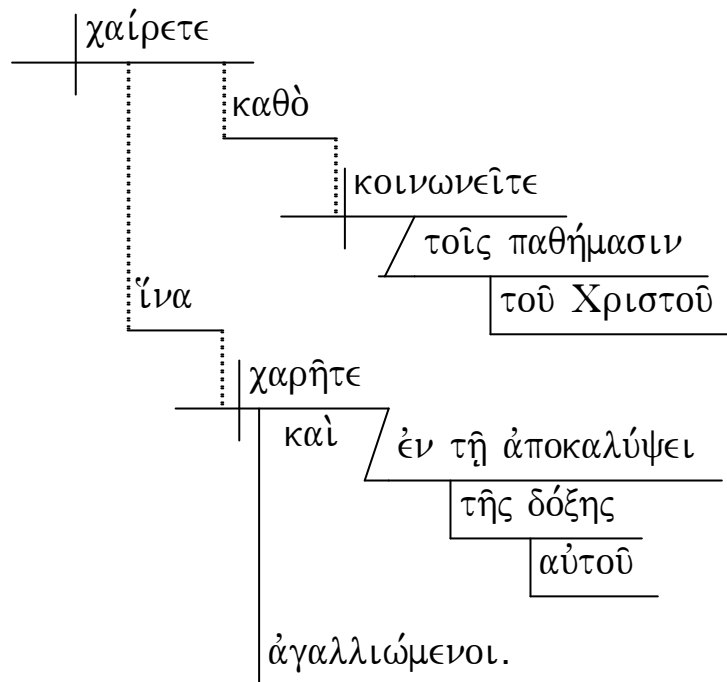 χαίρετε
καθὸ
κοινωνεῖτε
τοῖς παθήμασιν
τοῦ Χριστοῦ
ἵνα
χαρῆτε
καὶ
ἐν τῇ ἀποκαλύψει
τῆς δόξης
αὐτοῦ
ἀγαλλιώμενοι.